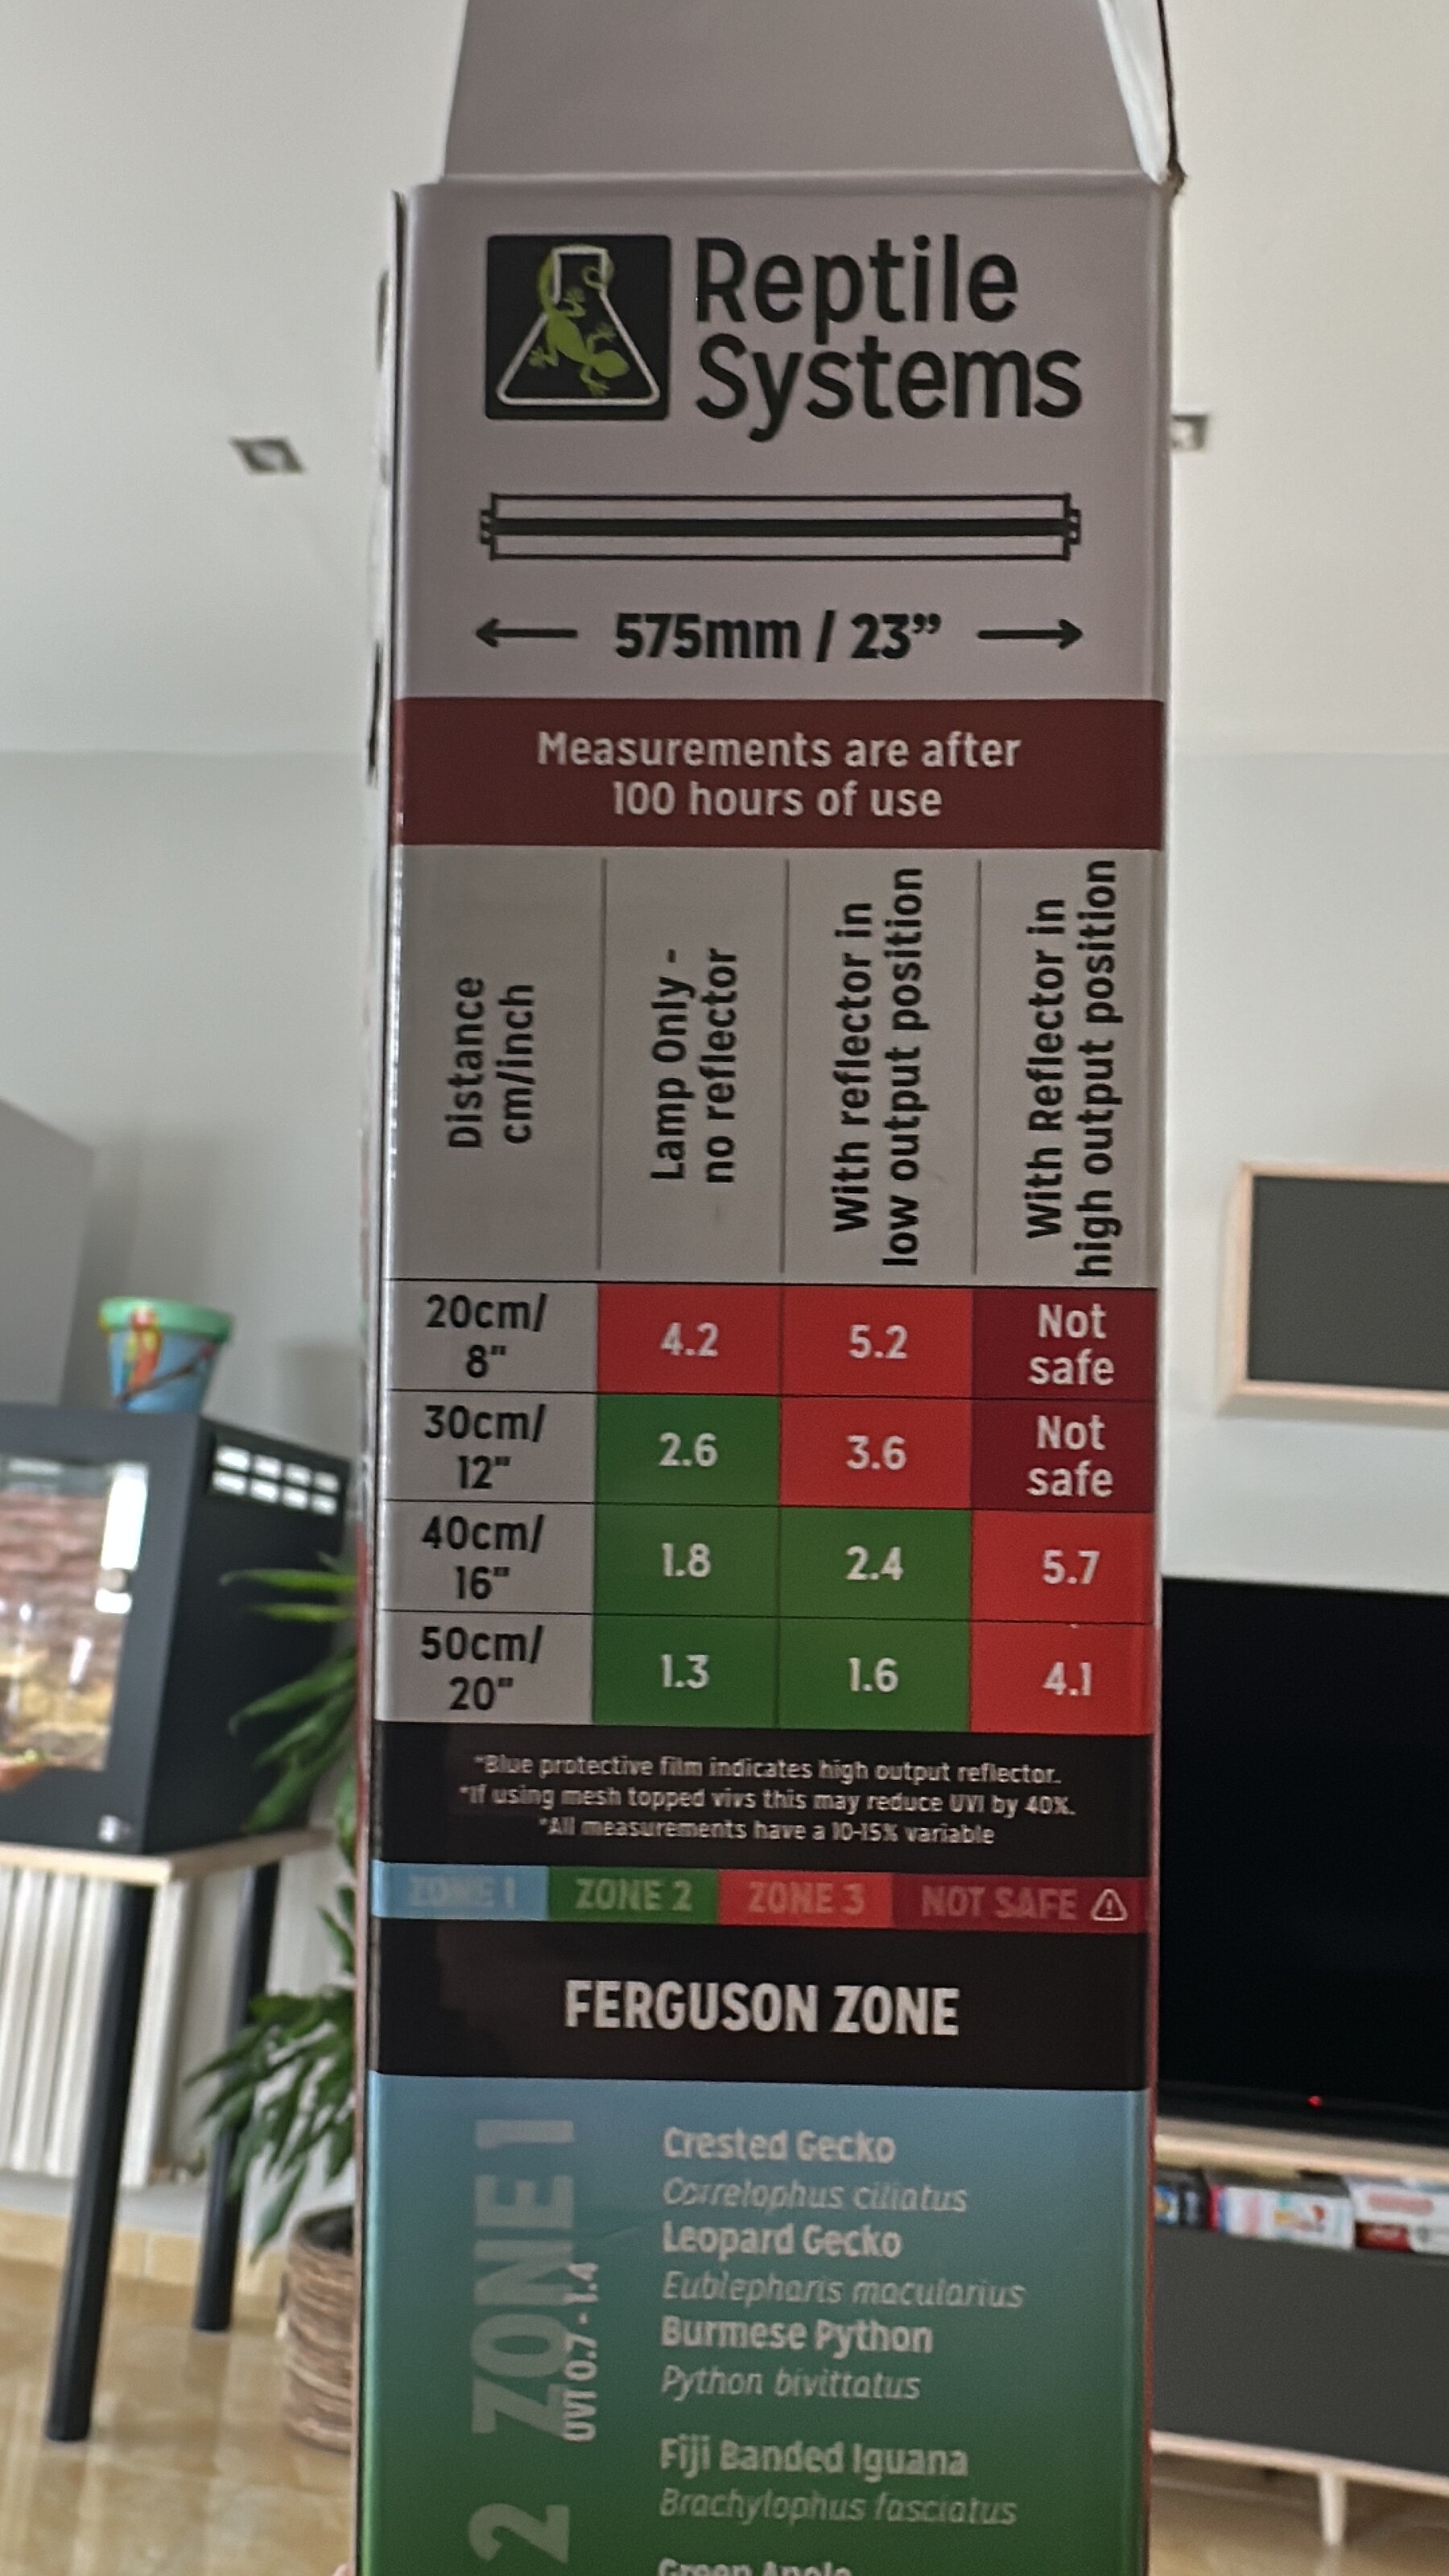 Reptile
Systems
575mm / 23”
Measurements are after
100 hours of use
Distance
cm/inch
Lamp Only -
no reflector
With reflector in
low output position
With Reflector in
high output position
20cm/
8"
4.2
5.2
Not
safe
30cm/
12"
2.6
3.6
Not
safe
40cm/
16"
1.8
2.4
5.7
50cm/
20"
1.3
1.6
4.1
*Blue protective film indicates high output reflector.
*If using mesh topped vivs this may reduce UVI by 40%.
*All measurements have a 10-15% variable
ZONE 1
ZONE 2
ZONE 3
NOT SAFE
FERGUSON ZONE
ZONE 1
UVI 0.7 - 1.4
Crested Gecko
Correlophus ciliatus
Leopard Gecko
Eublepharis macularius
Burmese Python
Python bivittatus
2
Fiji Banded Iguana
Brachylophus fasciatus
Green Anole